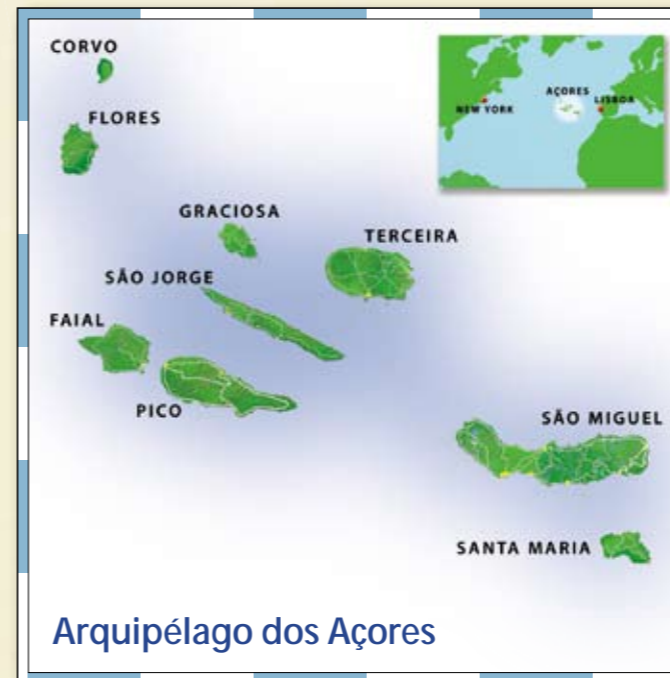 CORVO
FLORES
AÇORES
LISBOA
NEW YORK
GRACIOSA
TERCEIRA
SÃO JORGE
FAIAL
PICO
SÃO MIGUEL
SANTA MARIA
Arquipélago dos Açores